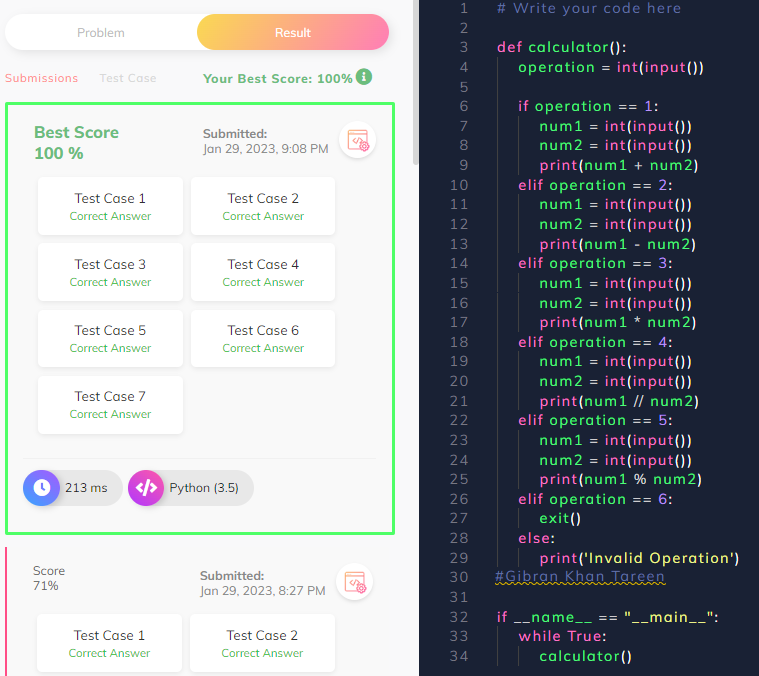 Problem
Result
Submissions
Test Case
Your Best Score: 100%
Best Score
100 %
Submitted:
Jan 29, 2023, 9:08 PM
Test Case 1
Correct Answer
Test Case 2
Correct Answer
Test Case 3
Correct Answer
Test Case 4
Correct Answer
Test Case 5
Correct Answer
Test Case 6
Correct Answer
Test Case 7
Correct Answer
213 ms
Python (3.5)
Score
71%
Submitted:
Jan 29, 2023, 8:27 PM
Test Case 1
Correct Answer
Test Case 2
Correct Answer
1 # Write your code here
2
3 def calculator():
4     operation = int(input())
5
6     if operation == 1:
7         num1 = int(input())
8         num2 = int(input())
9         print(num1 + num2)
10     elif operation == 2:
11         num1 = int(input())
12         num2 = int(input())
13         print(num1 - num2)
14     elif operation == 3:
15         num1 = int(input())
16         num2 = int(input())
17         print(num1 * num2)
18     elif operation == 4:
19         num1 = int(input())
20         num2 = int(input())
21         print(num1 // num2)
22     elif operation == 5:
23         num1 = int(input())
24         num2 = int(input())
25         print(num1 % num2)
26     elif operation == 6:
27         exit()
28     else:
29         print('Invalid Operation')
30 #Gibran Khan Tareen
31
32 if __name__ == "__main__":
33     while True:
34         calculator()